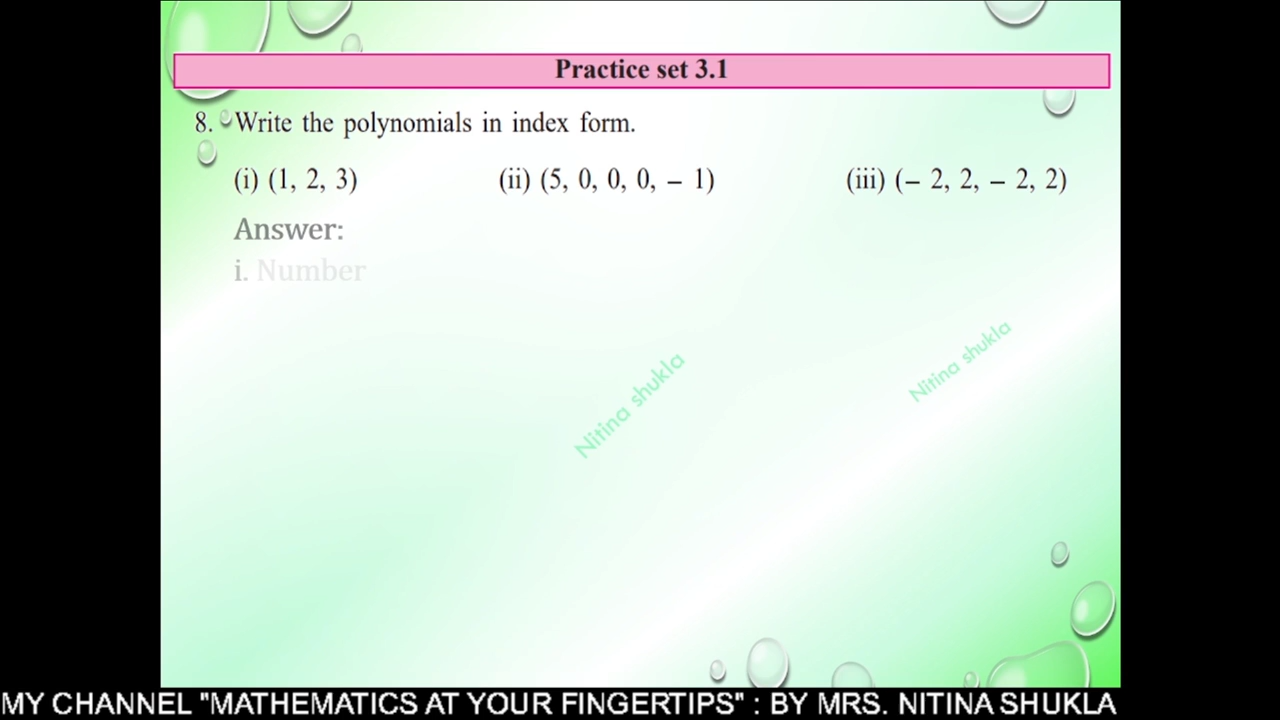 Practice set 3.1
8. Write the polynomials in index form.
(i) (1, 2, 3) (ii) (5, 0, 0, 0, – 1) (iii) (– 2, 2, – 2, 2)
Answer:
i. Number
Nitina shukla
Nitina shukla
MY CHANNEL "MATHEMATICS AT YOUR FINGERTIPS" : BY MRS. NITINA SHUKLA